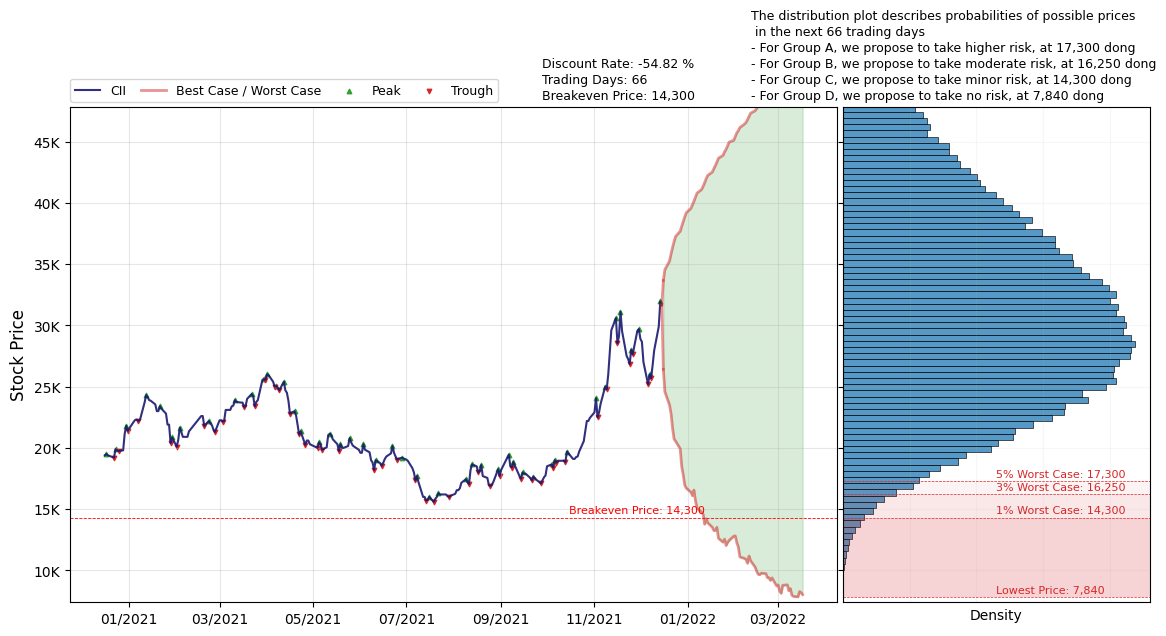 The distribution plot describes probabilities of possible prices
in the next 66 trading days
- For Group A, we propose to take higher risk, at 17,300 dong
- For Group B, we propose to take moderate risk, at 16,250 dong
- For Group C, we propose to take minor risk, at 14,300 dong
- For Group D, we propose to take no risk, at 7,840 dong
Discount Rate: -54.82 %
Trading Days: 66
Breakeven Price: 14,300
CII
Best Case / Worst Case
Peak
Trough
Stock Price
45K
40K
35K
30K
25K
20K
15K
10K
Breakeven Price: 14,300
5% Worst Case: 17,300
3% Worst Case: 16,250
1% Worst Case: 14,300
Lowest Price: 7,840
01/2021
03/2021
05/2021
07/2021
09/2021
11/2021
01/2022
03/2022
Density